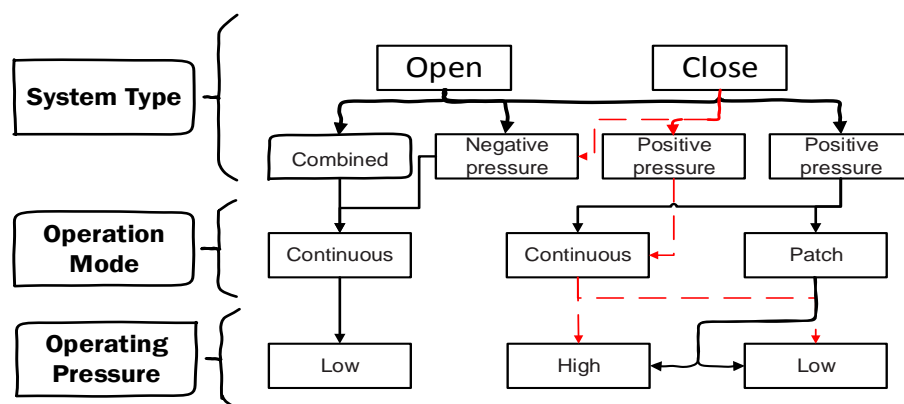 Open
Close
System Type
Combined
Negative
pressure
Positive
pressure
Positive
pressure
Operation
Mode
Continuous
Continuous
Patch
Operating
Pressure
Low
High
Low